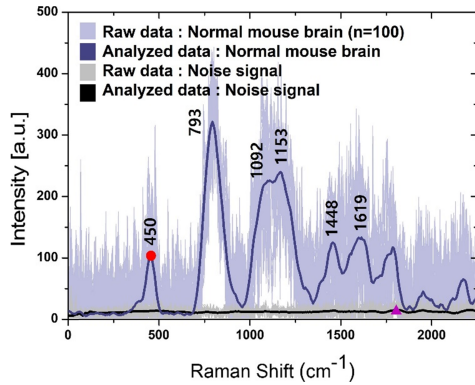 500
400
300
200
100
0
Intensity [a.u.]
Raw data : Normal mouse brain (n=100)
Analyzed data : Normal mouse brain
Raw data : Noise signal
Analyzed data : Noise signal
450
793
1092
1153
1448
1619
0 500 1000 1500 2000
Raman Shift (cm⁻¹)